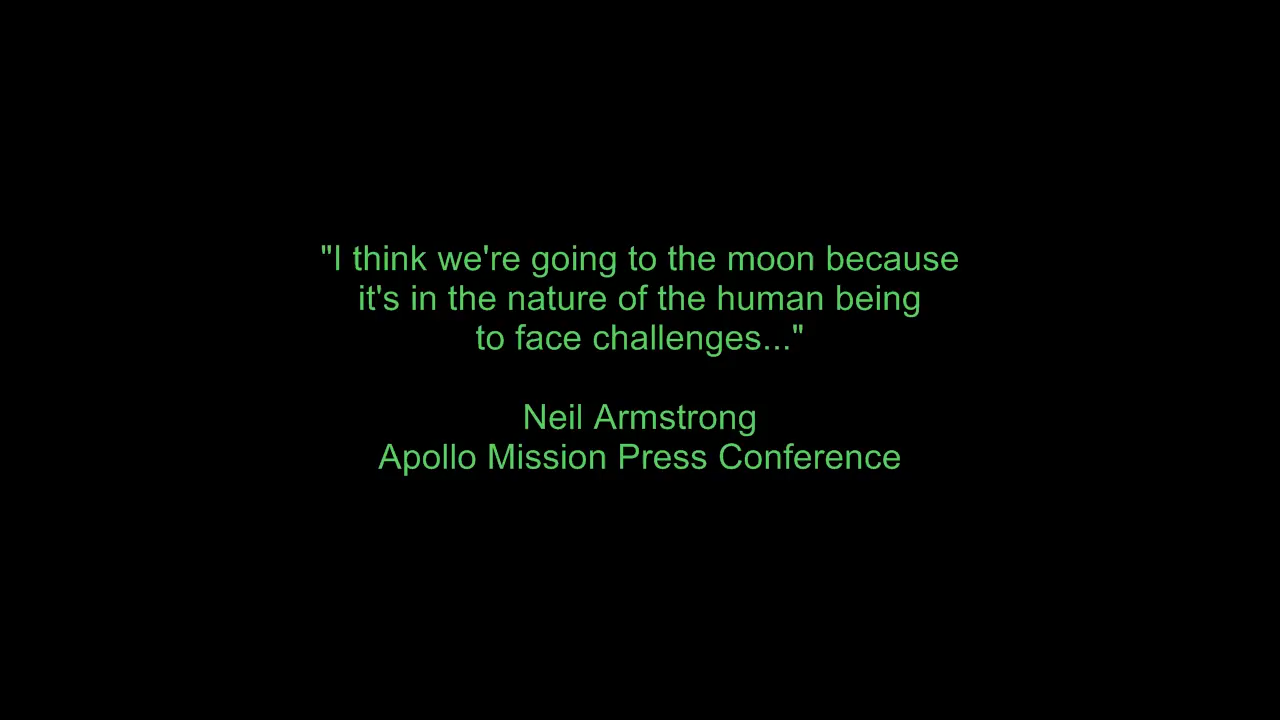 "I think we're going to the moon because
it's in the nature of the human being
to face challenges..."
Neil Armstrong
Apollo Mission Press Conference